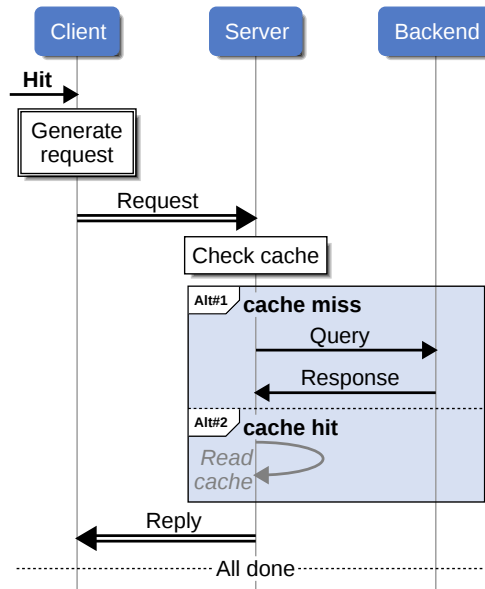 Client
Server
Backend
Hit
Generate
request
Request
Check cache
Alt#1
cache miss
Query
Response
Alt#2
cache hit
Read
cache
Reply
All done